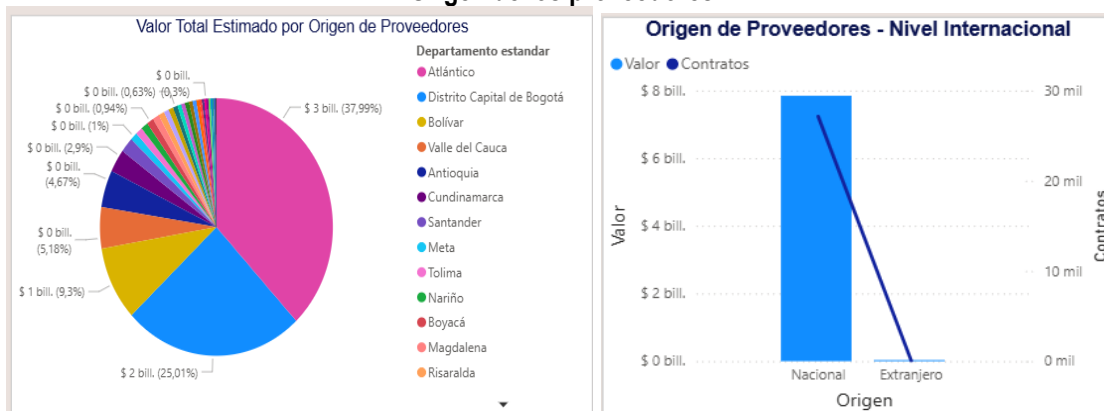 Valor Total Estimado por Origen de Proveedores
Departamento estandar
Atlántico
Distrito Capital de Bogotá
Bolívar
Valle del Cauca
Antioquia
Cundinamarca
Santander
Meta
Tolima
Nariño
Boyacá
Magdalena
Risaralda
$ 3 bill. (37,99%)
$ 2 bill. (25,01%)
$ 1 bill. (9,3%)
$ 0 bill.
(5,18%)
$ 0 bill.
(4,67%)
$ 0 bill. (2,9%)
$ 0 bill. (1%)
$ 0 bill. (0,94%)
$ 0 bill. (0,63%)
$ 0 bill.
(0,3%)
Origen de Proveedores - Nivel Internacional
Valor
Contratos
$ 8 bill.
$ 6 bill.
$ 4 bill.
$ 2 bill.
$ 0 bill.
Valor
30 mil
20 mil
10 mil
0 mil
Contratos
Nacional
Extranjero
Origen